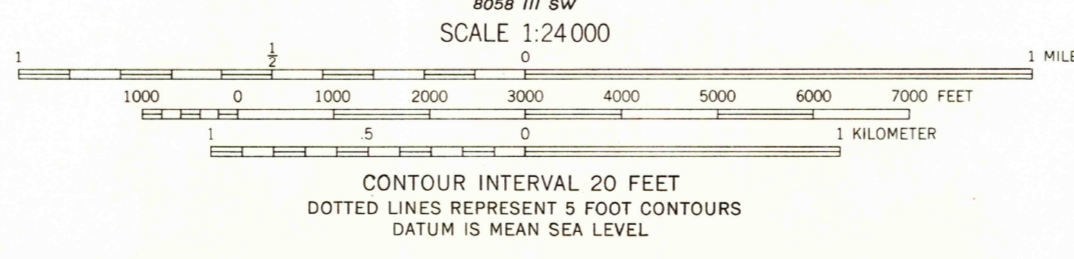 8058 III SW
SCALE 1:24 000
1 1/2 0 1 MILE
1000 0 1000 2000 3000 4000 5000 6000 7000 FEET
1 .5 0 1 KILOMETER
CONTOUR INTERVAL 20 FEET
DOTTED LINES REPRESENT 5 FOOT CONTOURS
DATUM IS MEAN SEA LEVEL